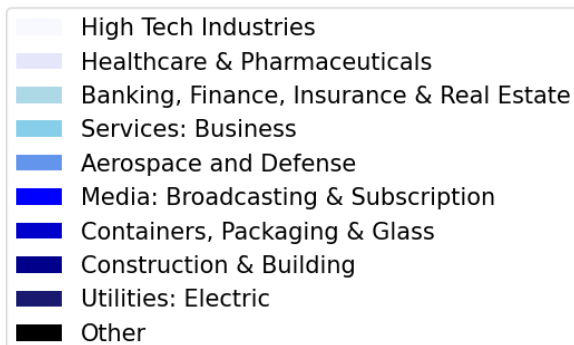 High Tech Industries
Healthcare & Pharmaceuticals
Banking, Finance, Insurance & Real Estate
Services: Business
Aerospace and Defense
Media: Broadcasting & Subscription
Containers, Packaging & Glass
Construction & Building
Utilities: Electric
Other